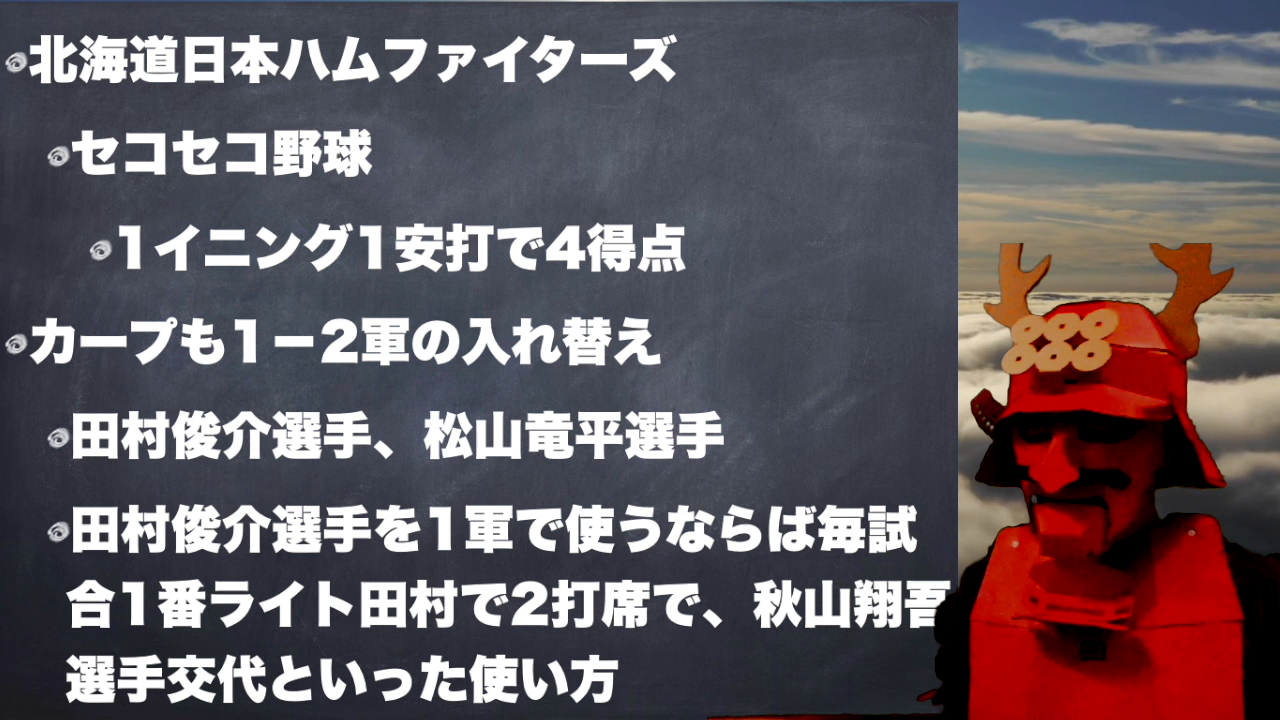 北海道日本ハムファイターズ
セコセコ野球
1イニング1安打で4得点
カープも1－2軍の入れ替え
田村俊介選手、松山竜平選手
田村俊介選手を1軍で使うならば毎試
合1番ライト田村で2打席で、秋山翔吾
選手交代といった使い方